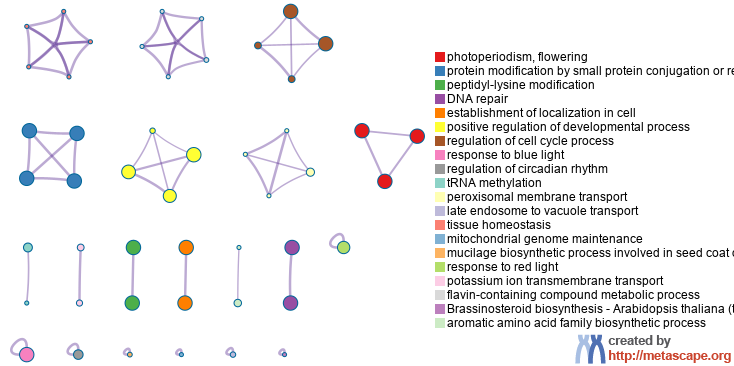 photoperiodism, flowering
protein modification by small protein conjugation or re
peptidyl-lysine modification
DNA repair
establishment of localization in cell
positive regulation of developmental process
regulation of cell cycle process
response to blue light
regulation of circadian rhythm
tRNA methylation
peroxisomal membrane transport
late endosome to vacuole transport
tissue homeostasis
mitochondrial genome maintenance
mucilage biosynthetic process involved in seed coat d
response to red light
potassium ion transmembrane transport
flavin-containing compound metabolic process
Brassinosteroid biosynthesis - Arabidopsis thaliana (t
aromatic amino acid family biosynthetic process
created by
http://metascape.org